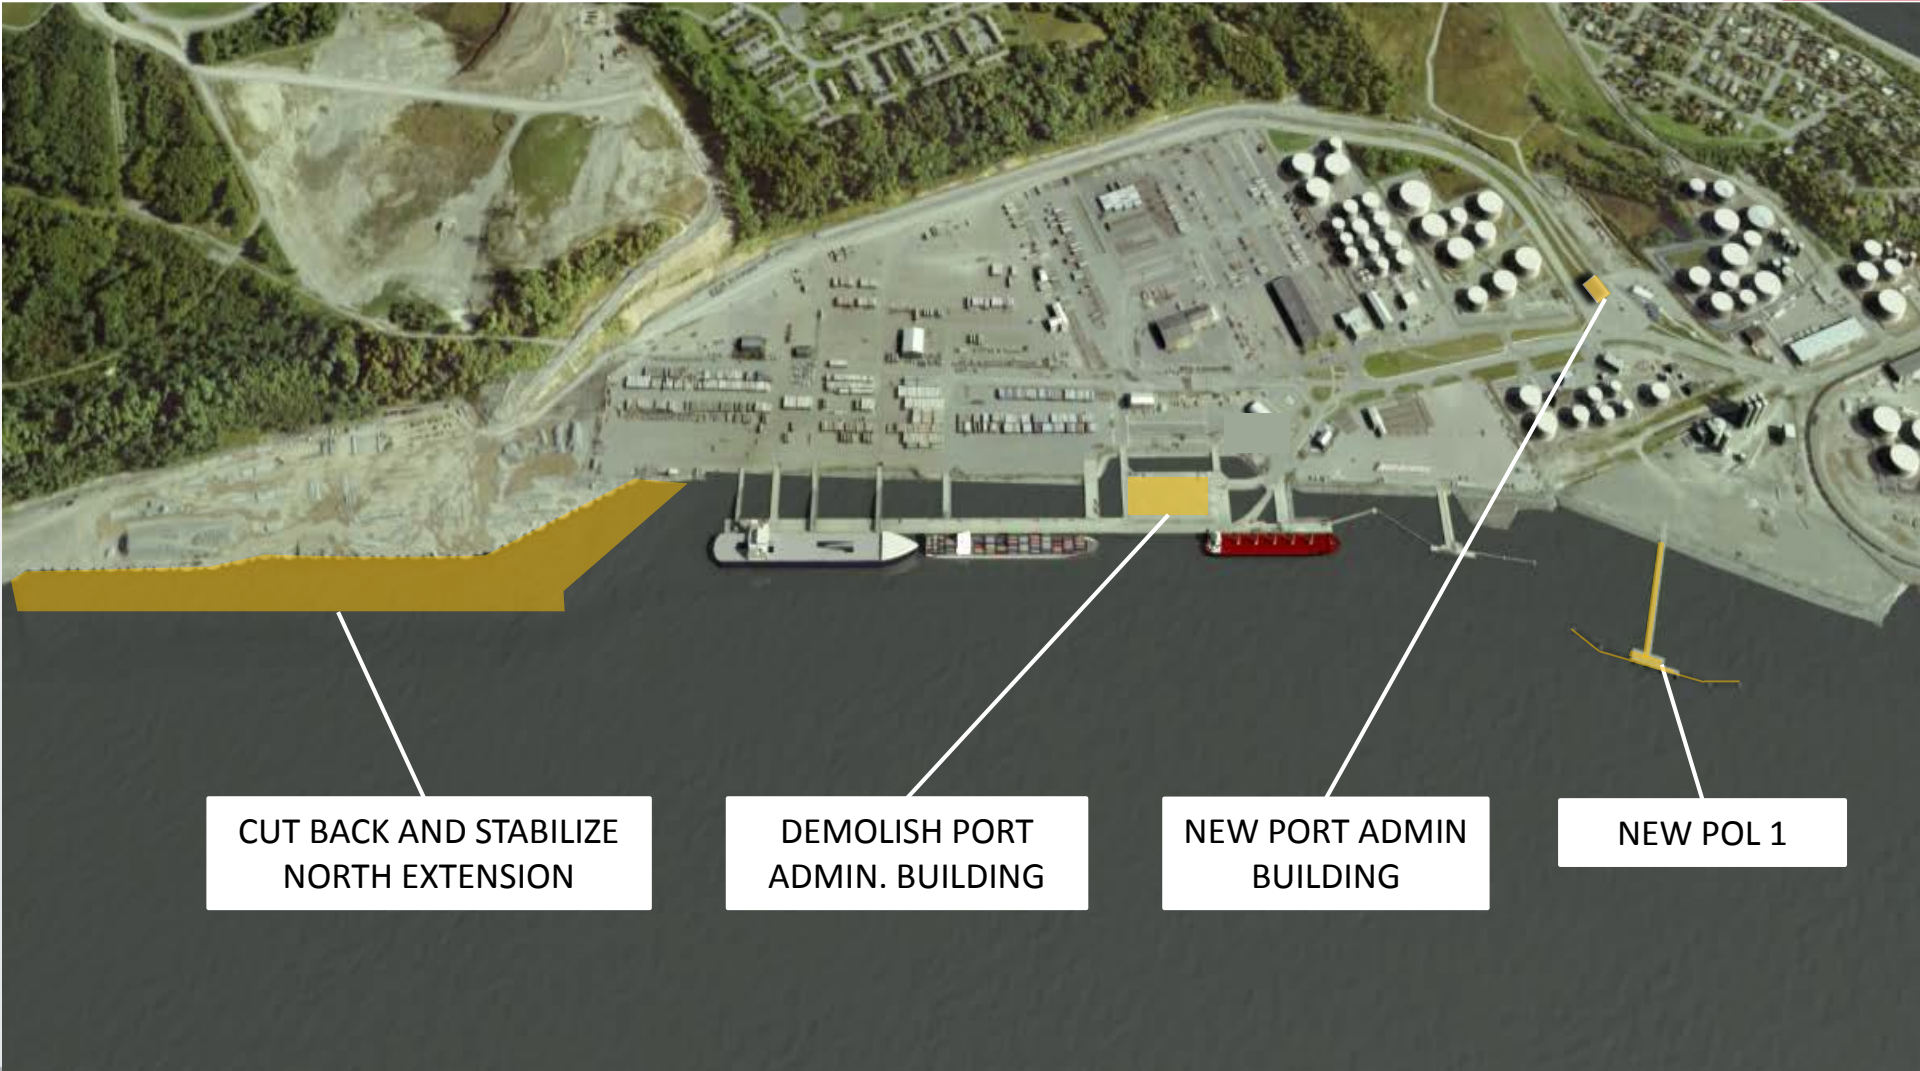 CUT BACK AND STABILIZE
NORTH EXTENSION
DEMOLISH PORT
ADMIN. BUILDING
NEW PORT ADMIN
BUILDING
NEW POL 1